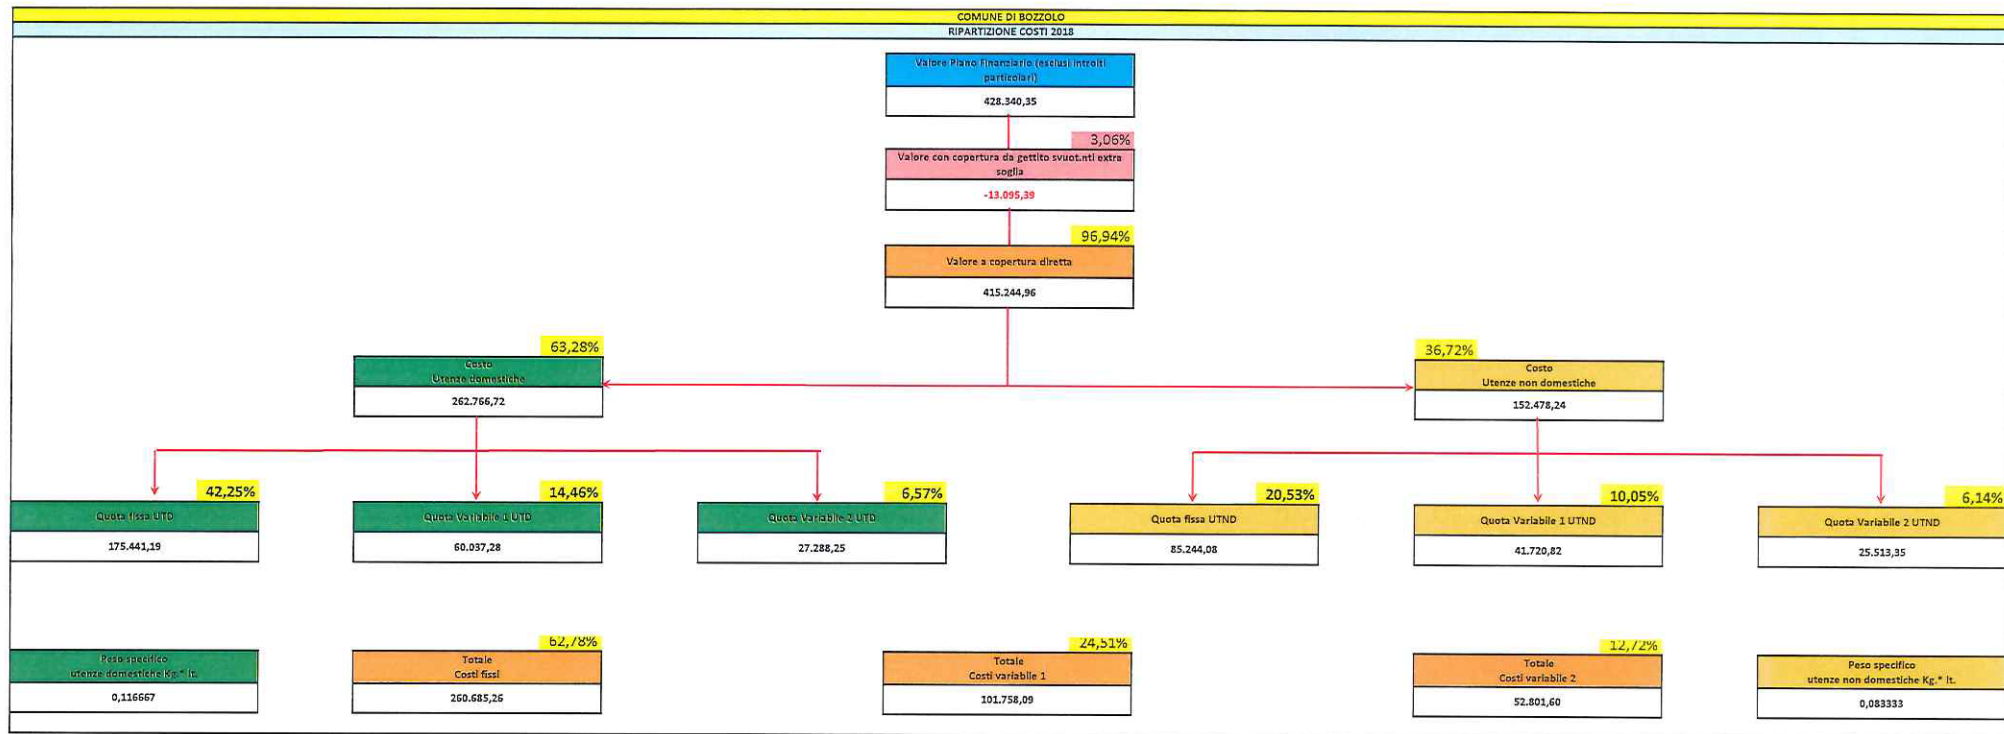 COMUNE DI BOZZOLO
RIPARTIZIONE COSTI 2018
Valore Piano Finanziario (esclusi introiti
particolari)
428.340,35
3,06%
Valore con copertura da gettito svuot.nti extra
soglia
-13.095,39
96,94%
Valore a copertura diretta
415.244,96
63,28%
Costo
Utenze domestiche
262.766,72
36,72%
Costo
Utenze non domestiche
152.478,24
42,25%
Quota fissa UTD
175.441,19
14,46%
Quota Variabile 1 UTD
60.037,28
6,57%
Quota Variabile 2 UTD
27.288,25
20,53%
Quota fissa UTND
85.244,08
10,05%
Quota Variabile 1 UTND
41.720,82
6,14%
Quota Variabile 2 UTND
25.513,35
Peso specifico
utenze domestiche Kg.* lt.
0,116667
62,78%
Totale
Costi fissi
260.685,26
24,51%
Totale
Costi variabile 1
101.758,09
12,72%
Totale
Costi variabile 2
52.801,60
Peso specifico
utenze non domestiche Kg.* lt.
0,083333